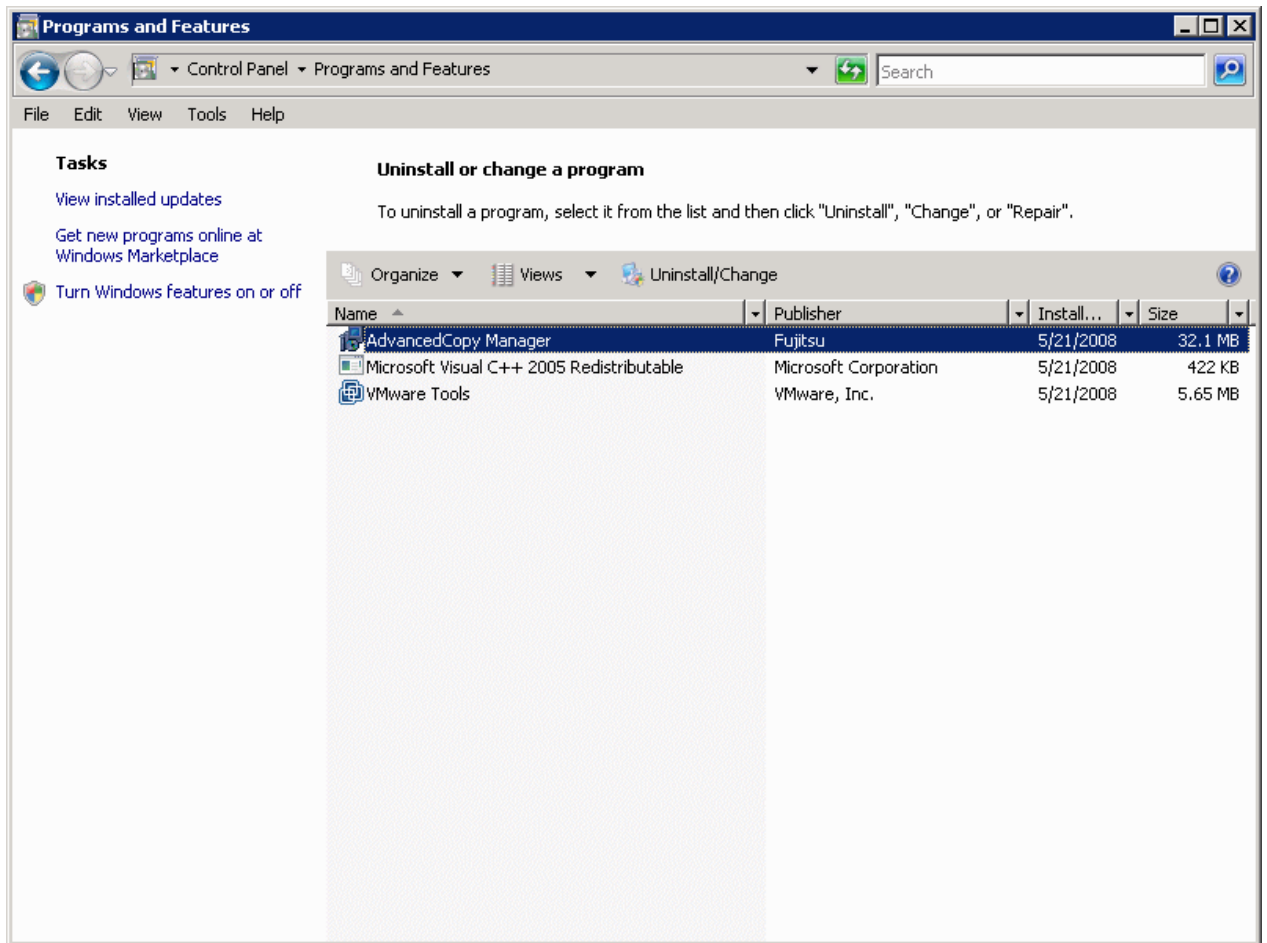 Programs and Features
Control Panel Programs and Features Search
File Edit View Tools Help
Tasks
View installed updates
Get new programs online at
Windows Marketplace
Turn Windows features on or off
Uninstall or change a program
To uninstall a program, select it from the list and then click "Uninstall", "Change", or "Repair".
Organize Views Uninstall/Change
Name Publisher Install... Size
AdvancedCopy Manager Fujitsu 5/21/2008 32.1 MB
Microsoft Visual C++ 2005 Redistributable Microsoft Corporation 5/21/2008 422 KB
VMware Tools VMware, Inc. 5/21/2008 5.65 MB